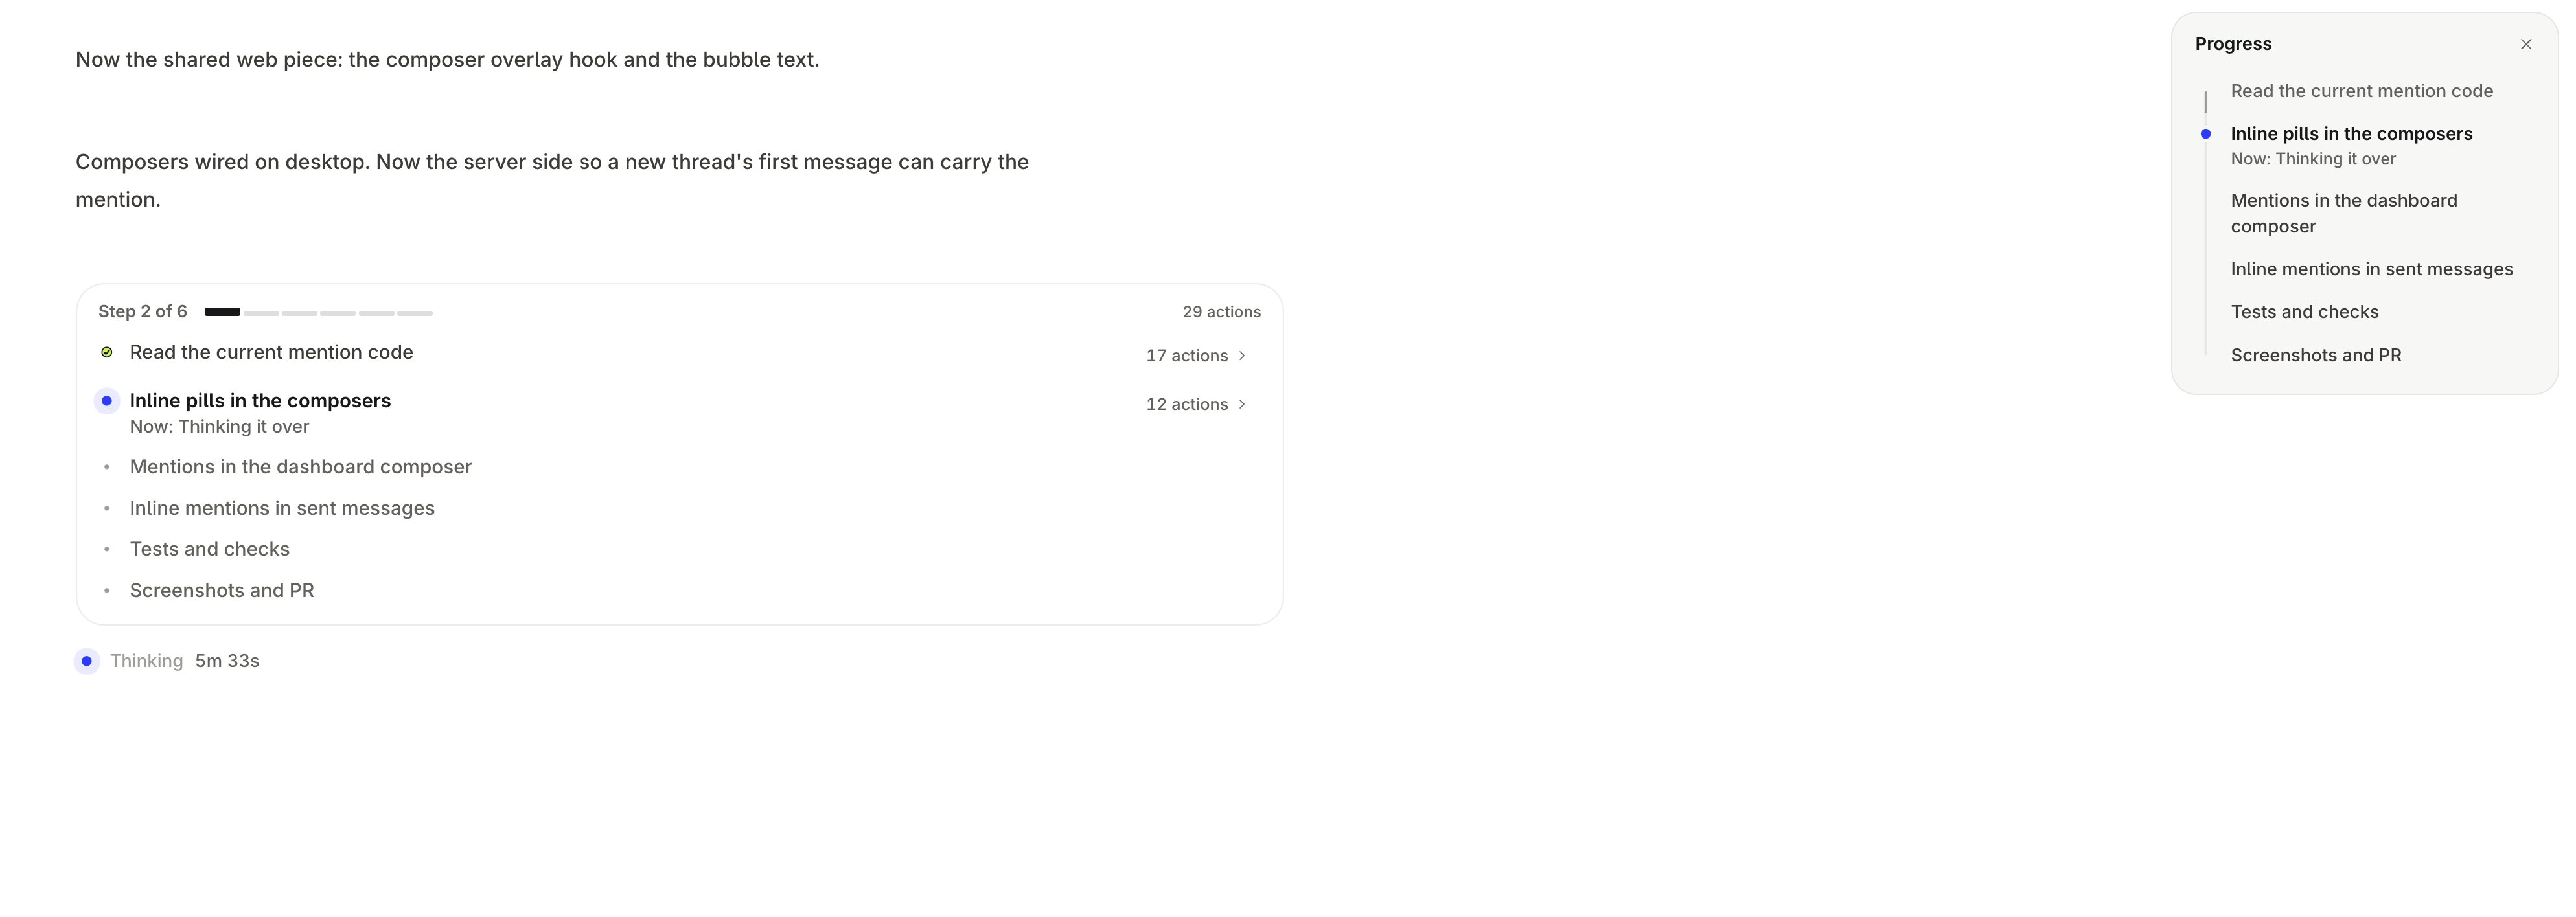 Now the shared web piece: the composer overlay hook and the bubble text.
Composers wired on desktop. Now the server side so a new thread's first message can carry the
mention.
Step 2 of 6
29 actions
Read the current mention code
17 actions
Inline pills in the composers
12 actions
Now: Thinking it over
Mentions in the dashboard composer
Inline mentions in sent messages
Tests and checks
Screenshots and PR
Thinking 5m 33s
Progress
Read the current mention code
Inline pills in the composers
Now: Thinking it over
Mentions in the dashboard
composer
Inline mentions in sent messages
Tests and checks
Screenshots and PR